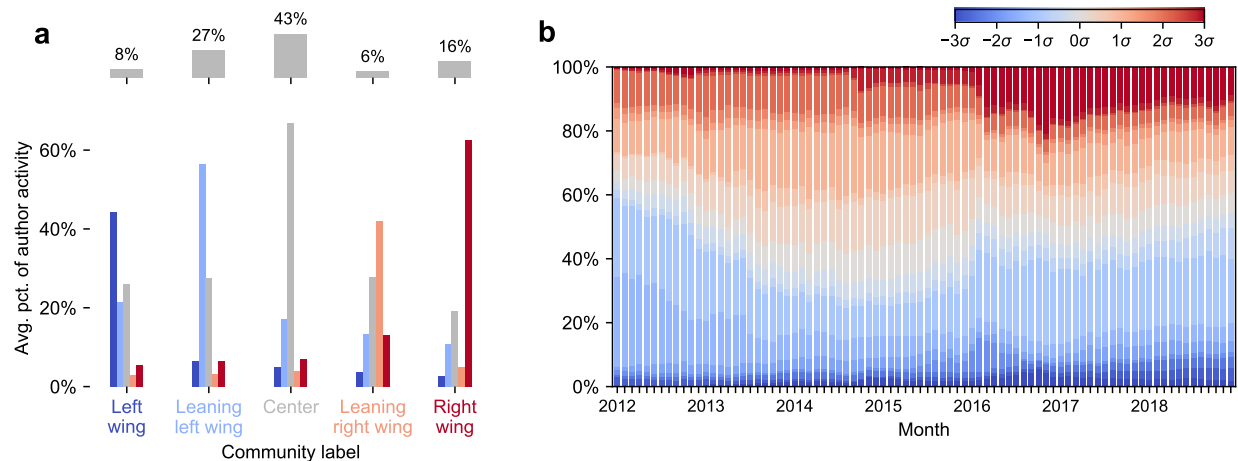 a
8%
27%
43%
6%
16%
Avg. pct. of author activity
60%
40%
20%
0%
Left
wing
Leaning
left wing
Center
Leaning
right wing
Right
wing
Community label
b
−3σ −2σ −1σ 0σ 1σ 2σ 3σ
100%
80%
60%
40%
20%
0%
2012 2013 2014 2015 2016 2017 2018
Month